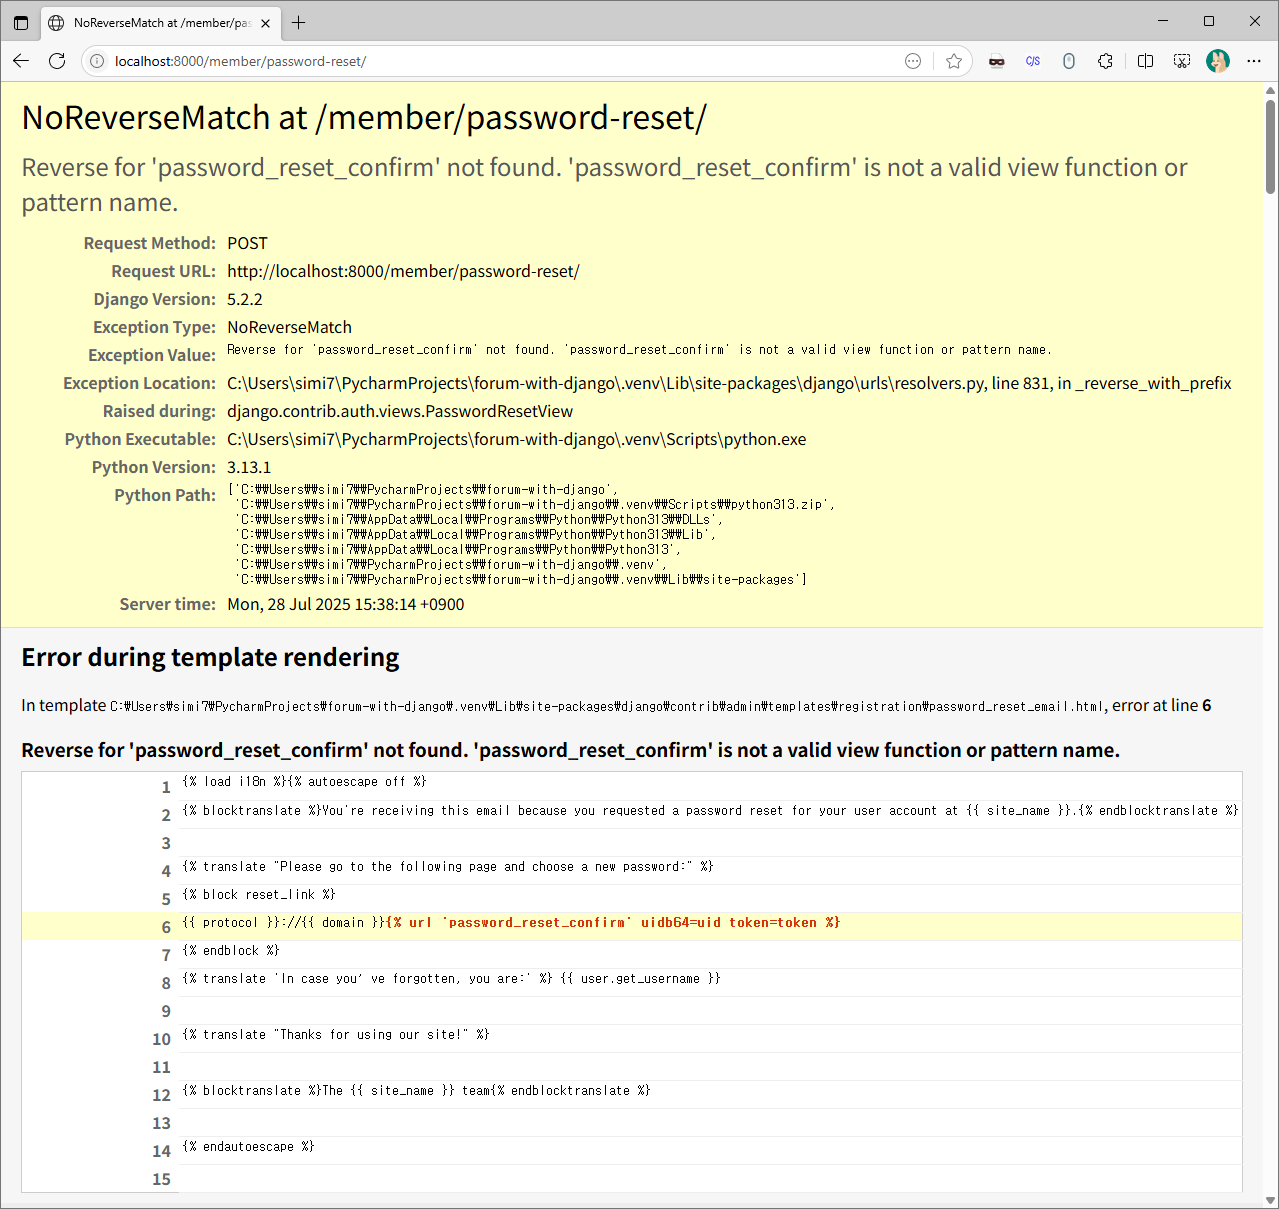 NoReverseMatch at /member/pas
localhost:8000/member/password-reset/
C/S
NoReverseMatch at /member/password-reset/
Reverse for 'password_reset_confirm' not found. 'password_reset_confirm' is not a valid view function or
pattern name.
Request Method: POST
Request URL: http://localhost:8000/member/password-reset/
Django Version: 5.2.2
Exception Type: NoReverseMatch
Exception Value: Reverse for 'password_reset_confirm' not found. 'password_reset_confirm' is not a valid view function or pattern name.
Exception Location: C:\Users\simi7\PycharmProjects\forum-with-django\.venv\Lib\site-packages\django\urls\resolvers.py, line 831, in _reverse_with_prefix
Raised during: django.contrib.auth.views.PasswordResetView
Python Executable: C:\Users\simi7\PycharmProjects\forum-with-django\.venv\Scripts\python.exe
Python Version: 3.13.1
Python Path: ['C:₩₩Users₩₩simi7₩₩PycharmProjects₩₩forum-with-django',
'C:₩₩Users₩₩simi7₩₩PycharmProjects₩₩forum-with-django₩₩.venv₩₩Scripts₩₩python313.zip',
'C:₩₩Users₩₩simi7₩₩AppData₩₩Local₩₩Programs₩₩Python₩₩Python313₩₩DLLs',
'C:₩₩Users₩₩simi7₩₩AppData₩₩Local₩₩Programs₩₩Python₩₩Python313₩₩Lib',
'C:₩₩Users₩₩simi7₩₩AppData₩₩Local₩₩Programs₩₩Python₩₩Python313',
'C:₩₩Users₩₩simi7₩₩PycharmProjects₩₩forum-with-django₩₩.venv',
'C:₩₩Users₩₩simi7₩₩PycharmProjects₩₩forum-with-django₩₩.venv₩₩Lib₩₩site-packages']
Server time: Mon, 28 Jul 2025 15:38:14 +0900
Error during template rendering
In template C:₩Users₩simi7₩PycharmProjects₩forum-with-django₩.venv₩Lib₩site-packages₩django₩contrib₩admin₩templates₩registration₩password_reset_email.html, error at line 6
Reverse for 'password_reset_confirm' not found. 'password_reset_confirm' is not a valid view function or pattern name.
1 {% load i18n %}{% autoescape off %}
2 {% blocktranslate %}You're receiving this email because you requested a password reset for your user account at {{ site_name }}.{% endblocktranslate %}
3
4 {% translate "Please go to the following page and choose a new password:" %}
5 {% block reset_link %}
6 {{ protocol }}://{{ domain }}{% url 'password_reset_confirm' uidb64=uid token=token %}
7 {% endblock %}
8 {% translate 'In case you’ve forgotten, you are:' %} {{ user.get_username }}
9
10 {% translate "Thanks for using our site!" %}
11
12 {% blocktranslate %}The {{ site_name }} team{% endblocktranslate %}
13
14 {% endautoescape %}
15